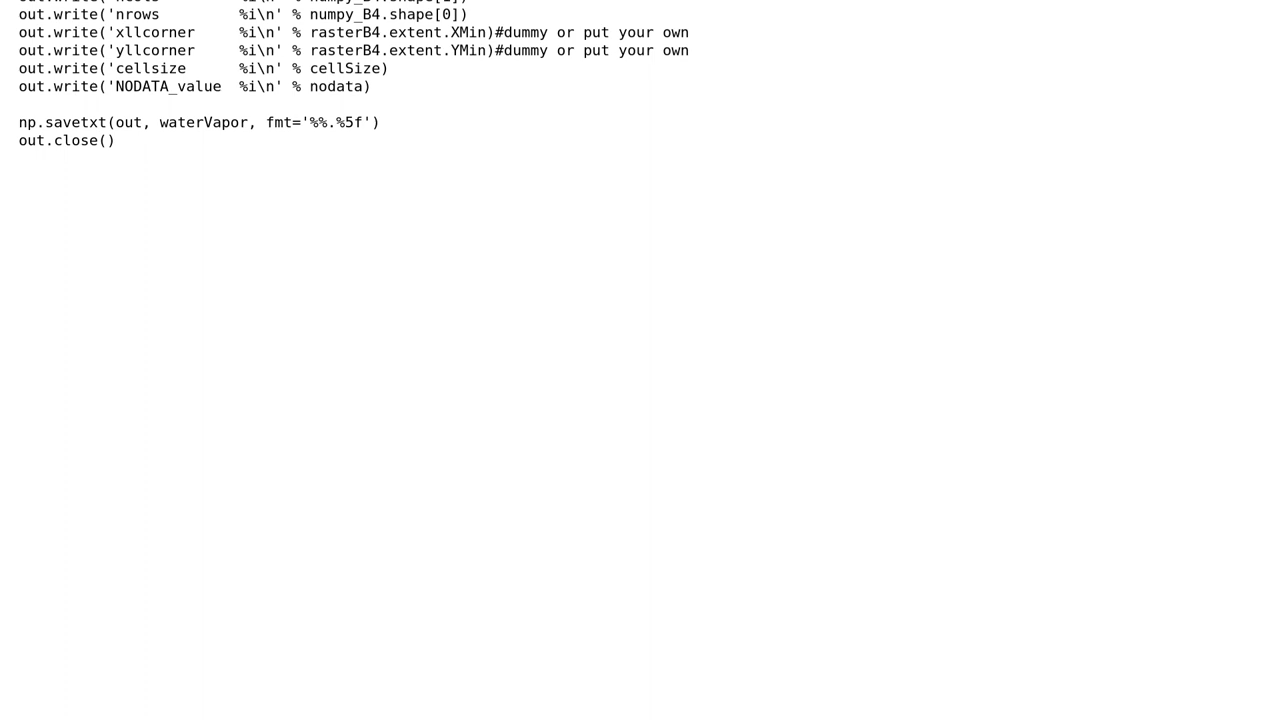 out.write('nrows         %i\n' % numpy_B4.shape[0])
out.write('xllcorner     %i\n' % rasterB4.extent.XMin)#dummy or put your own
out.write('yllcorner     %i\n' % rasterB4.extent.YMin)#dummy or put your own
out.write('cellsize      %i\n' % cellSize)
out.write('NODATA_value  %i\n' % nodata)

np.savetxt(out, waterVapor, fmt='%%.%5f')
out.close()